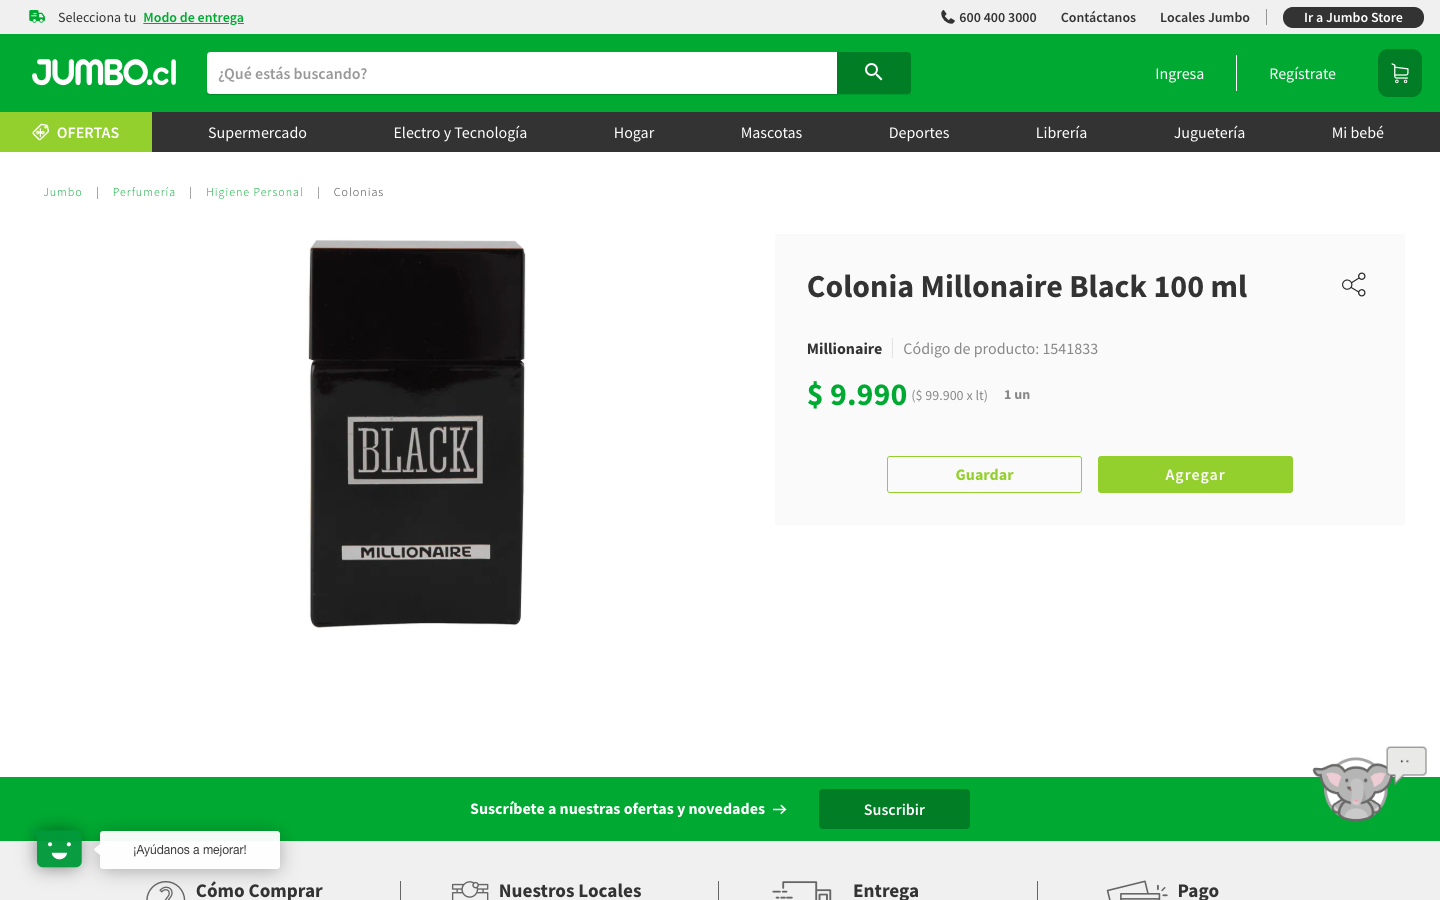 Selecciona tu Modo de entrega
600 400 3000 Contáctanos Locales Jumbo Ir a Jumbo Store
JUMBO.cl
¿Qué estás buscando?
Ingresa Regístrate
OFERTAS Supermercado Electro y Tecnología Hogar Mascotas Deportes Librería Juguetería Mi bebé
Jumbo | Perfumería | Higiene Personal | Colonias
BLACK
MILLIONAIRE
Colonia Millonaire Black 100 ml
Millionaire Código de producto: 1541833
$ 9.990 ($ 99.900 x lt) 1 un
Guardar Agregar
Suscríbete a nuestras ofertas y novedades → Suscribir
¡Ayúdanos a mejorar!
Cómo Comprar Nuestros Locales Entrega Pago